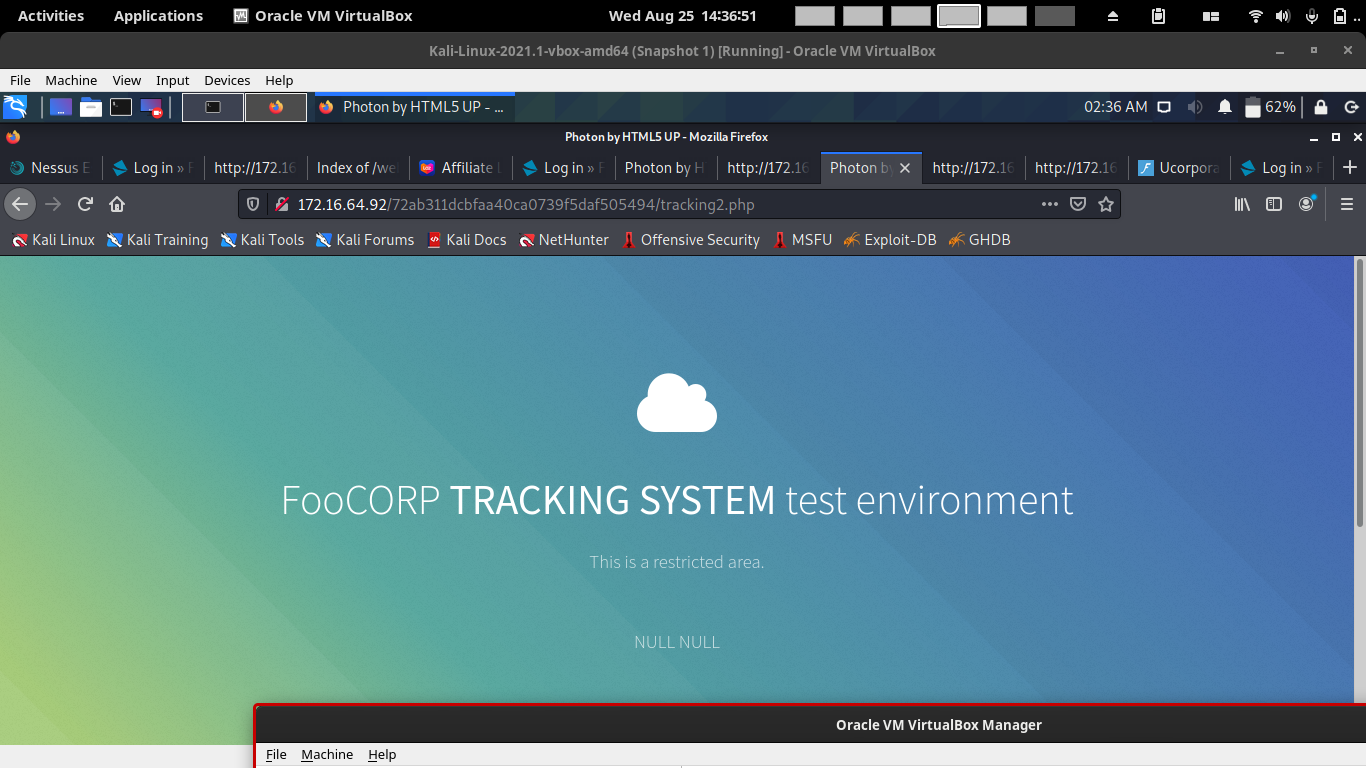 Activities Applications Oracle VM VirtualBox Wed Aug 25 14:36:51
Kali-Linux-2021.1-vbox-amd64 (Snapshot 1) [Running] - Oracle VM VirtualBox
File Machine View Input Devices Help
Photon by HTML5 UP - ... 02:36 AM 62%
Photon by HTML5 UP - Mozilla Firefox
Nessus E Log in » F http://172.16 Index of /we Affiliate Log in » F Photon by H http://172.16 Photon by http://172.16 http://172.16 Ucorpora Log in » F
172.16.64.92/72ab311dcbfaa40ca0739f5daf505494/tracking2.php
Kali Linux Kali Training Kali Tools Kali Forums Kali Docs NetHunter Offensive Security MSFU Exploit-DB GHDB
FooCORP TRACKING SYSTEM test environment
This is a restricted area.
NULL NULL
Oracle VM VirtualBox Manager
File Machine Help